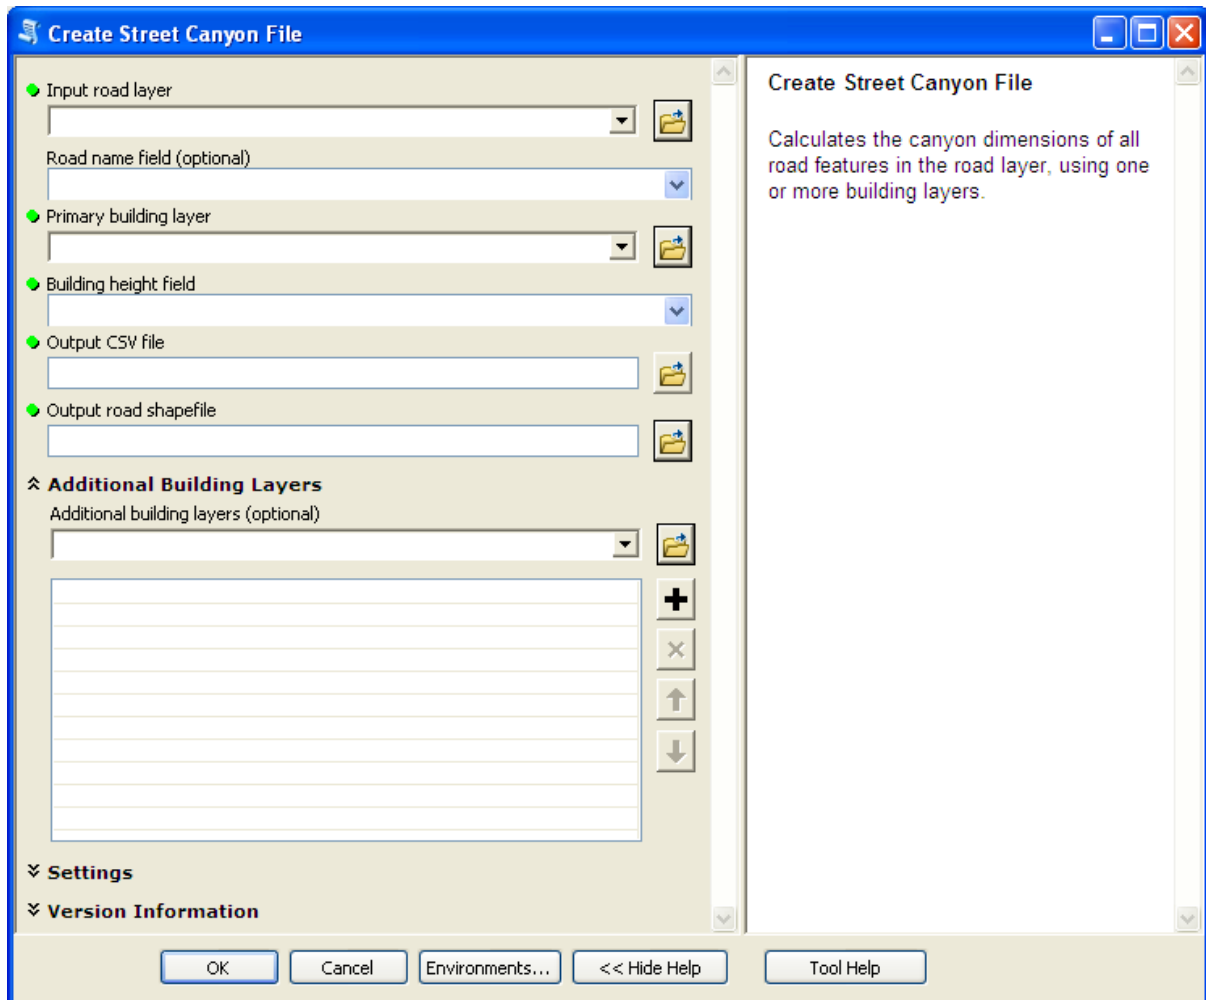 Create Street Canyon File
Input road layer
Road name field (optional)
Primary building layer
Building height field
Output CSV file
Output road shapefile
Additional Building Layers
Additional building layers (optional)
Settings
Version Information
Create Street Canyon File
Calculates the canyon dimensions of all
road features in the road layer, using one
or more building layers.
OK
Cancel
Environments...
<< Hide Help
Tool Help